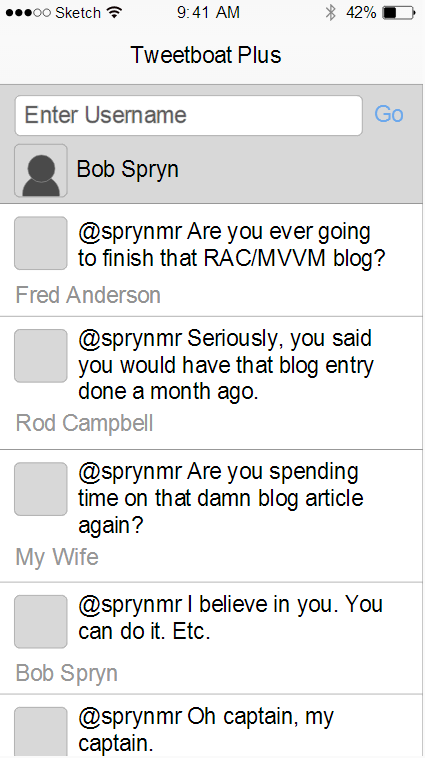 Sketch 9:41 AM 42%
Tweetboat Plus
Enter Username Go
Bob Spryn
@sprynmr Are you ever going
to finish that RAC/MVVM blog?
Fred Anderson
@sprynmr Seriously, you said
you would have that blog entry
done a month ago.
Rod Campbell
@sprynmr Are you spending
time on that damn blog article
again?
My Wife
@sprynmr I believe in you. You
can do it. Etc.
Bob Spryn
@sprynmr Oh captain, my
captain.